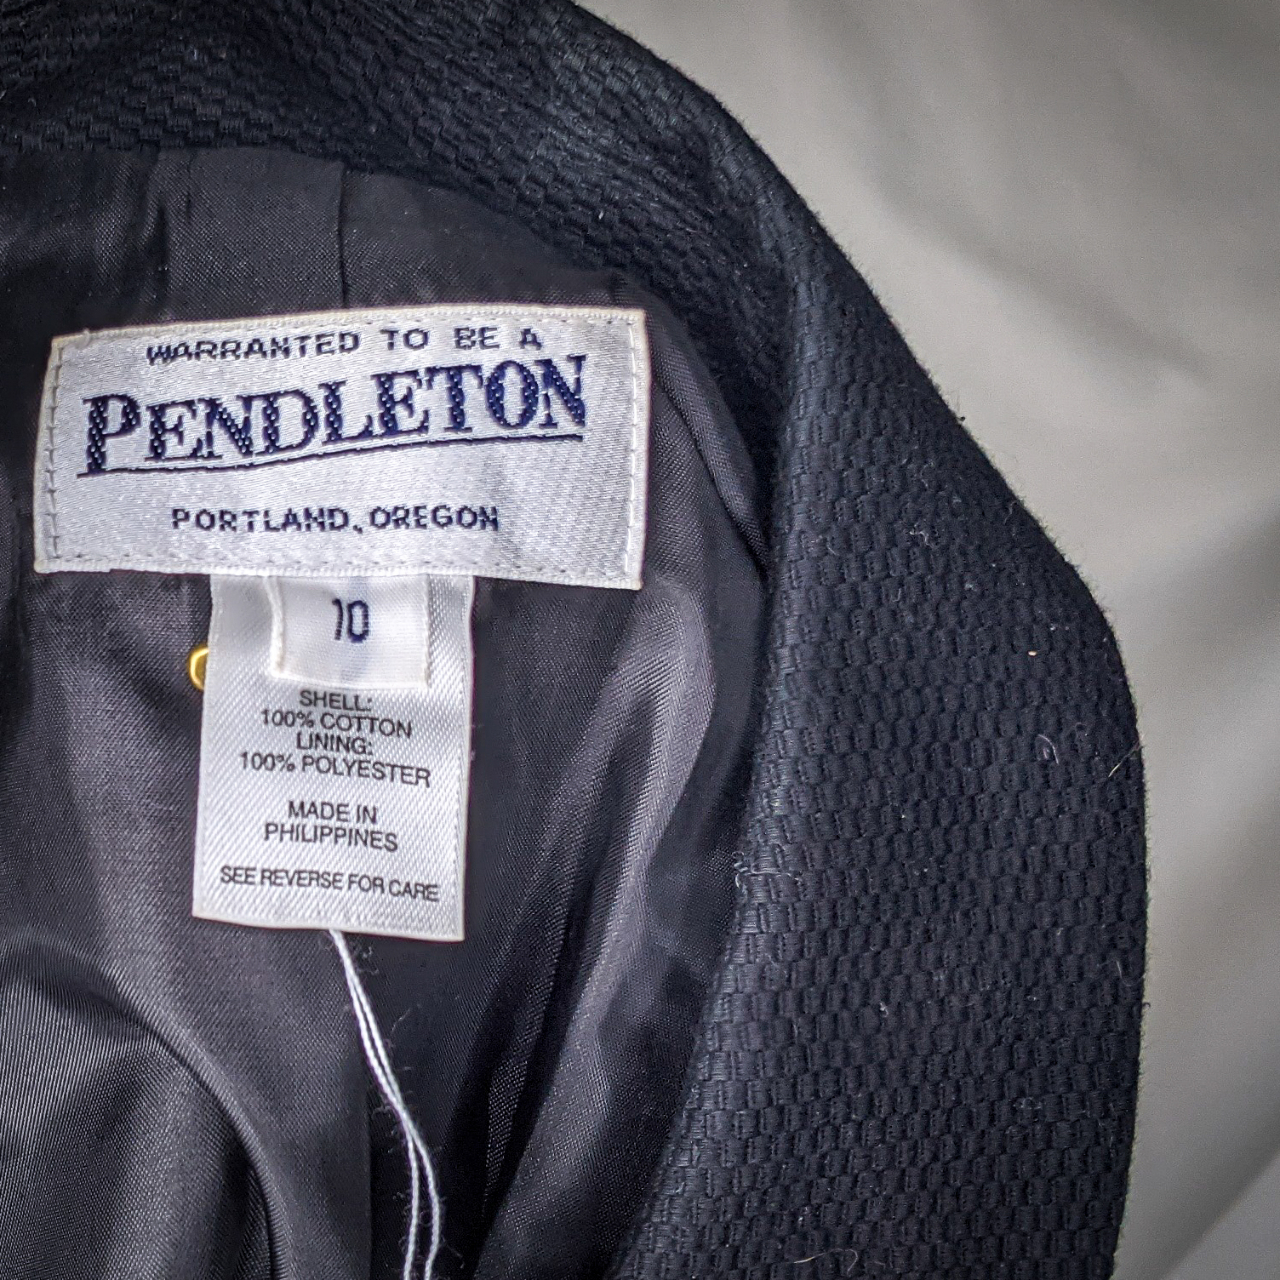 WARRANTED TO BE A
PENDLETON
PORTLAND, OREGON
10
SHELL:
100% COTTON
LINING:
100% POLYESTER
MADE IN
PHILIPPINES
SEE REVERSE FOR CARE